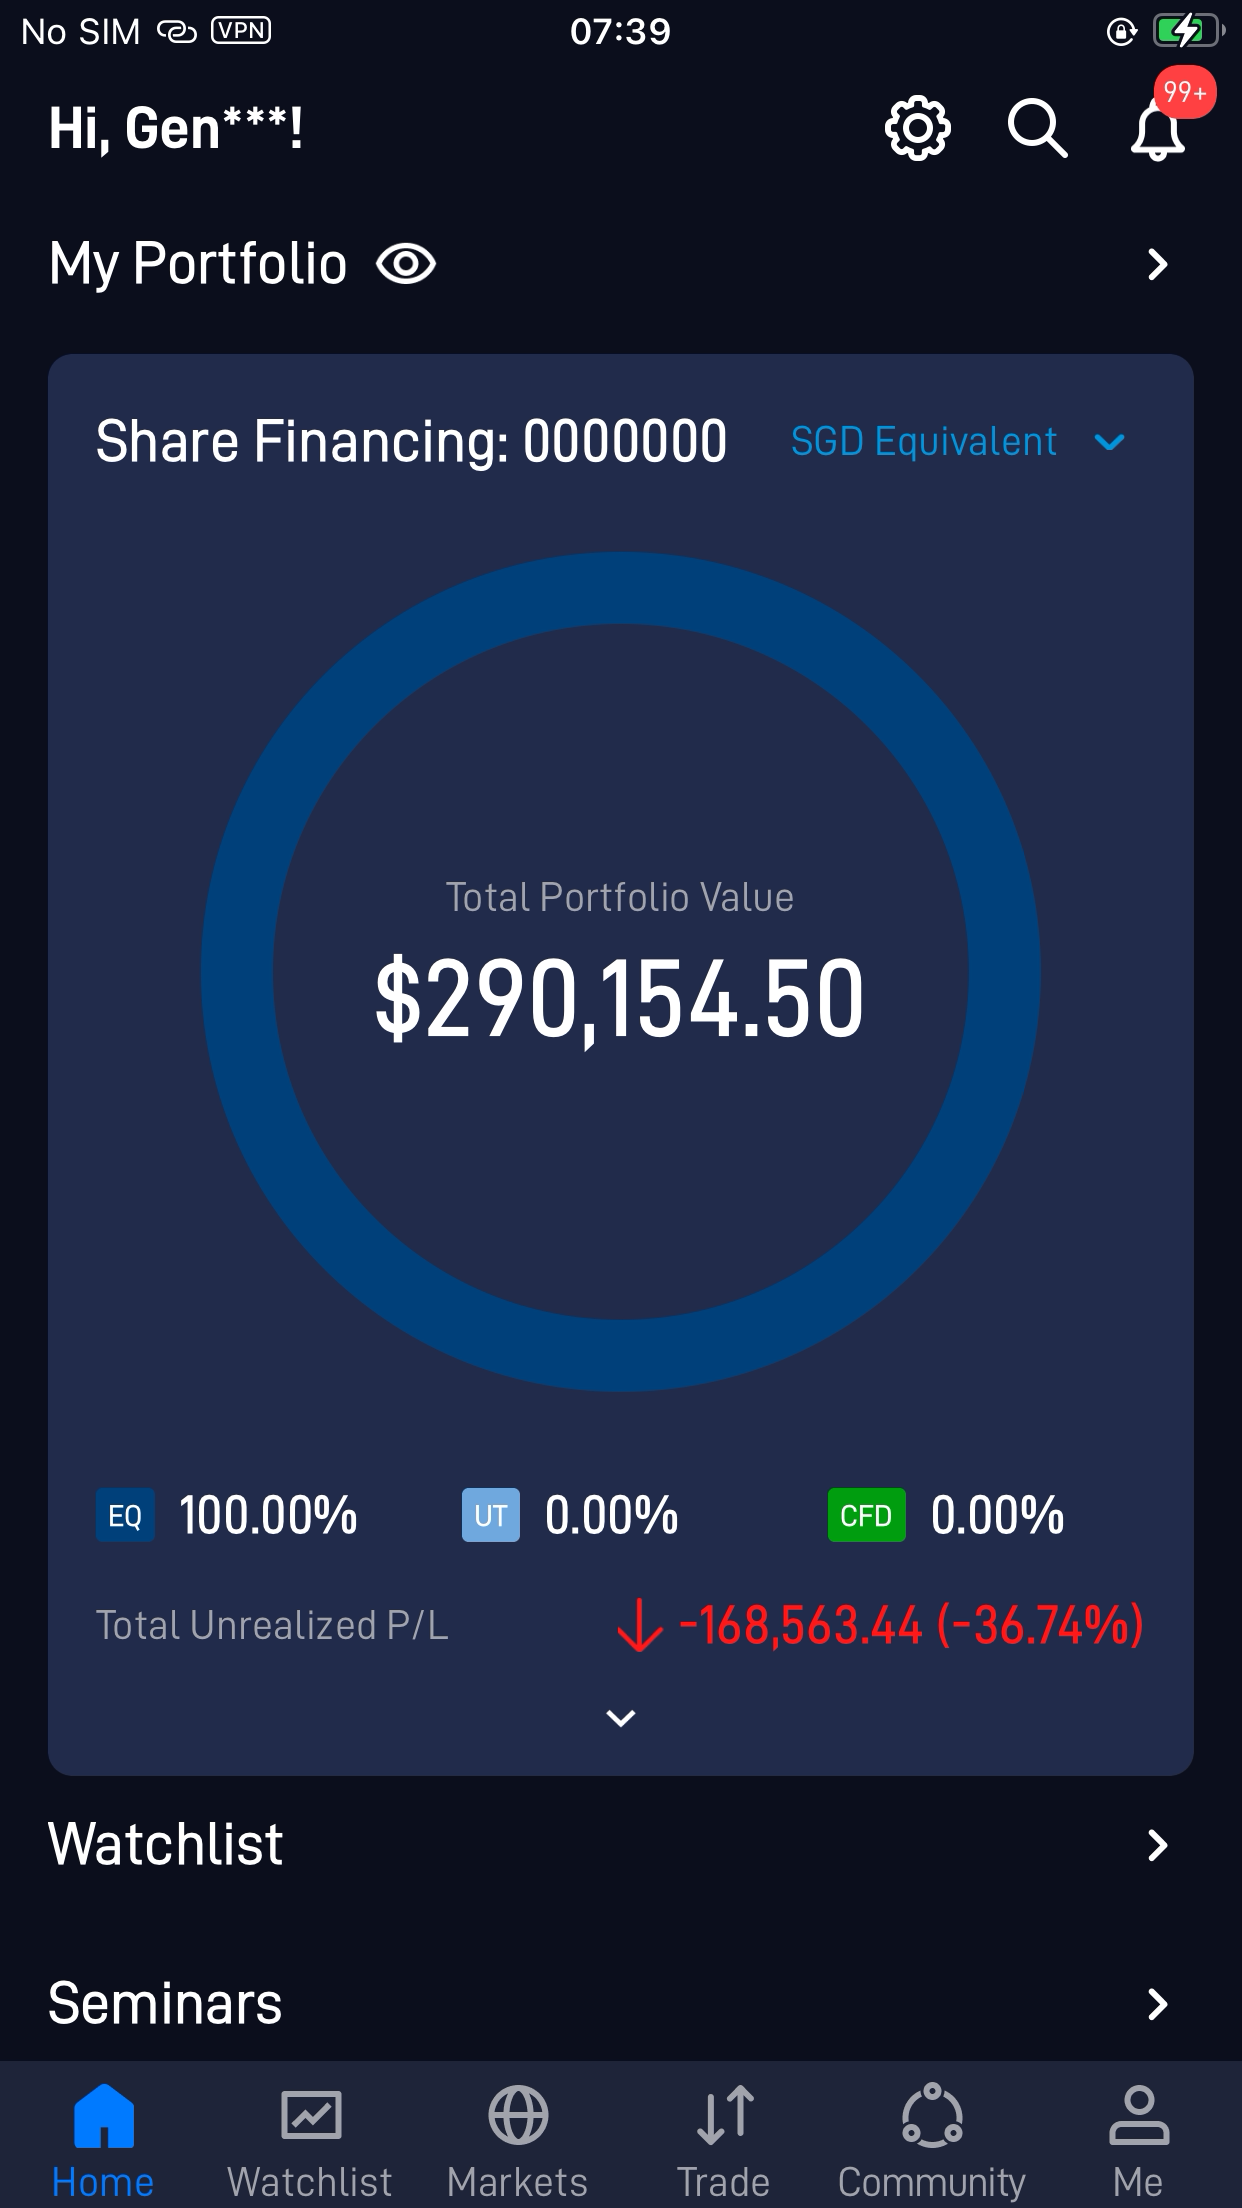 No SIM VPN 07:39
99+
Hi, Gen***!
My Portfolio
Share Financing: 0000000 SGD Equivalent
Total Portfolio Value
$290,154.50
EQ 100.00% UT 0.00% CFD 0.00%
Total Unrealized P/L -168,563.44 (-36.74%)
Watchlist
Seminars
Home Watchlist Markets Trade Community Me